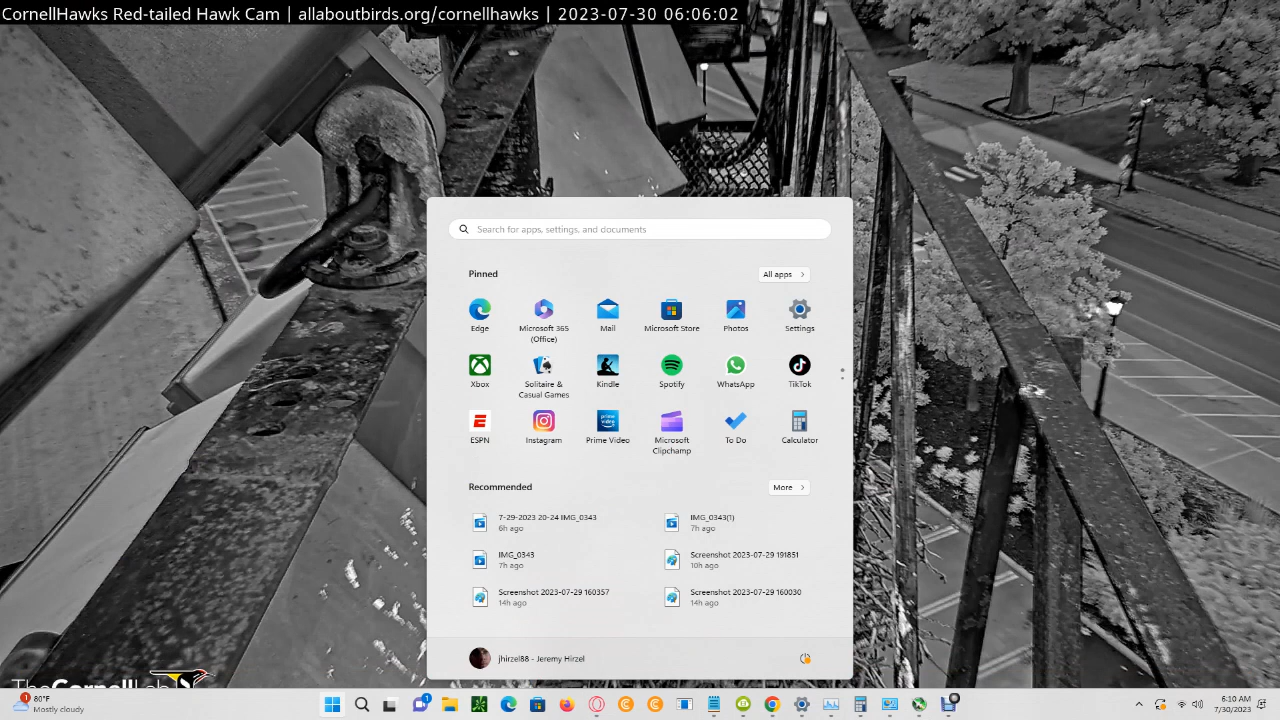 CornellHawks Red-tailed Hawk Cam | allaboutbirds.org/cornellhawks | 2023-07-30 06:06:02
Search for apps, settings, and documents
Pinned
All apps
Edge
Microsoft 365 (Office)
Mail
Microsoft Store
Photos
Settings
Xbox
Solitaire & Casual Games
Kindle
Spotify
WhatsApp
TikTok
ESPN
Instagram
prime video
Prime Video
Microsoft Clipchamp
To Do
Calculator
Recommended
More
7-29-2023 20-24 IMG_0343
6h ago
IMG_0343(1)
7h ago
IMG_0343
7h ago
Screenshot 2023-07-29 191851
10h ago
Screenshot 2023-07-29 160357
14h ago
Screenshot 2023-07-29 160030
14h ago
jhirzel88 - Jeremy Hirzel
TheCornellLab
1
80°F
Mostly cloudy
1
6:10 AM
7/30/2023